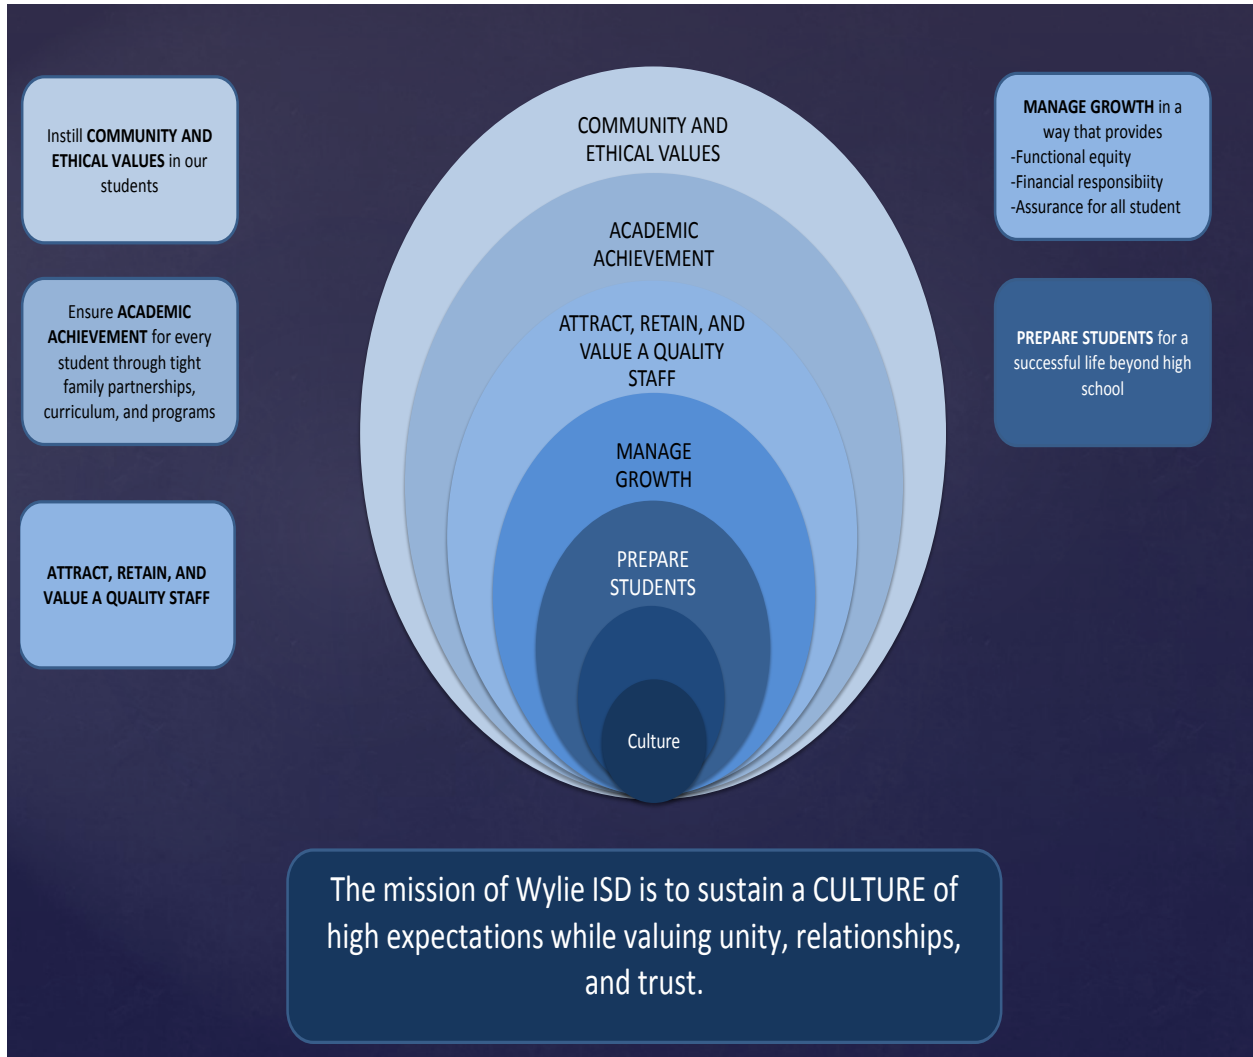 Instill COMMUNITY AND
ETHICAL VALUES in our
students
Ensure ACADEMIC
ACHIEVEMENT for every
student through tight
family partnerships,
curriculum, and programs
ATTRACT, RETAIN, AND
VALUE A QUALITY STAFF
COMMUNITY AND
ETHICAL VALUES
ACADEMIC
ACHIEVEMENT
ATTRACT, RETAIN, AND
VALUE A QUALITY
STAFF
MANAGE
GROWTH
PREPARE
STUDENTS
Culture
MANAGE GROWTH in a
way that provides
-Functional equity
-Financial responsibiity
-Assurance for all student
PREPARE STUDENTS for a
successful life beyond high
school
The mission of Wylie ISD is to sustain a CULTURE of
high expectations while valuing unity, relationships,
and trust.